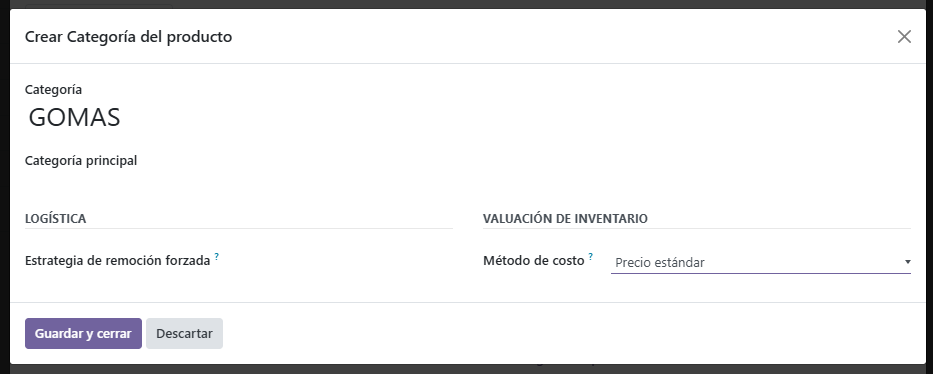 Crear Categoría del producto
Categoría
GOMAS
Categoría principal
LOGÍSTICA
Estrategia de remoción forzada ?
VALUACIÓN DE INVENTARIO
Método de costo ? Precio estándar
Guardar y cerrar Descartar